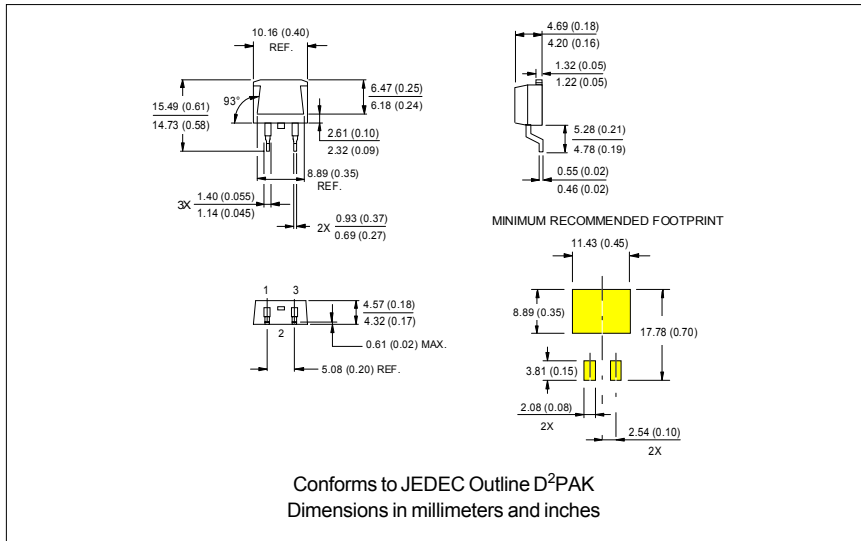 10.16 (0.40)
REF.
93°
15.49 (0.61)
14.73 (0.58)
6.47 (0.25)
6.18 (0.24)
2.61 (0.10)
2.32 (0.09)
8.89 (0.35)
REF.
3X
1.40 (0.055)
1.14 (0.045)
2X
0.93 (0.37)
0.69 (0.27)
4.69 (0.18)
4.20 (0.16)
1.32 (0.05)
1.22 (0.05)
5.28 (0.21)
4.78 (0.19)
0.55 (0.02)
0.46 (0.02)
1
3
2
4.57 (0.18)
4.32 (0.17)
0.61 (0.02) MAX.
5.08 (0.20) REF.
MINIMUM RECOMMENDED FOOTPRINT
11.43 (0.45)
8.89 (0.35)
17.78 (0.70)
3.81 (0.15)
2.08 (0.08)
2X
2.54 (0.10)
2X
Conforms to JEDEC Outline D²PAK
Dimensions in millimeters and inches